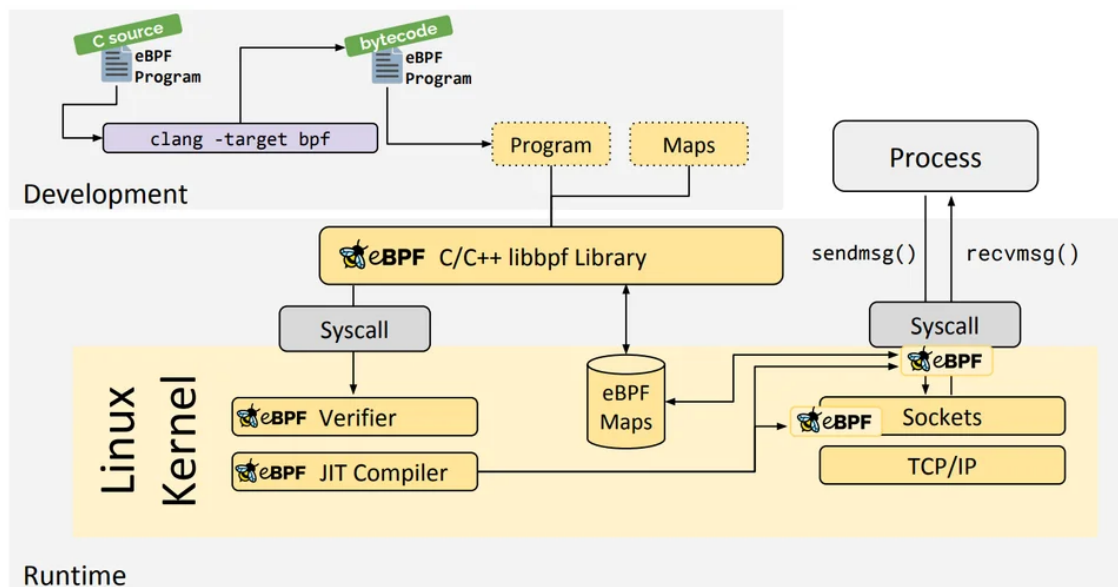 C source
eBPF
Program
bytecode
eBPF
Program
clang -target bpf
Program
Maps
Development
Process
sendmsg()
recvmsg()
eBPF C/C++ libbpf Library
Syscall
Syscall
eBPF
Linux
Kernel
eBPF Verifier
eBPF
Maps
eBPF
Sockets
eBPF JIT Compiler
TCP/IP
Runtime